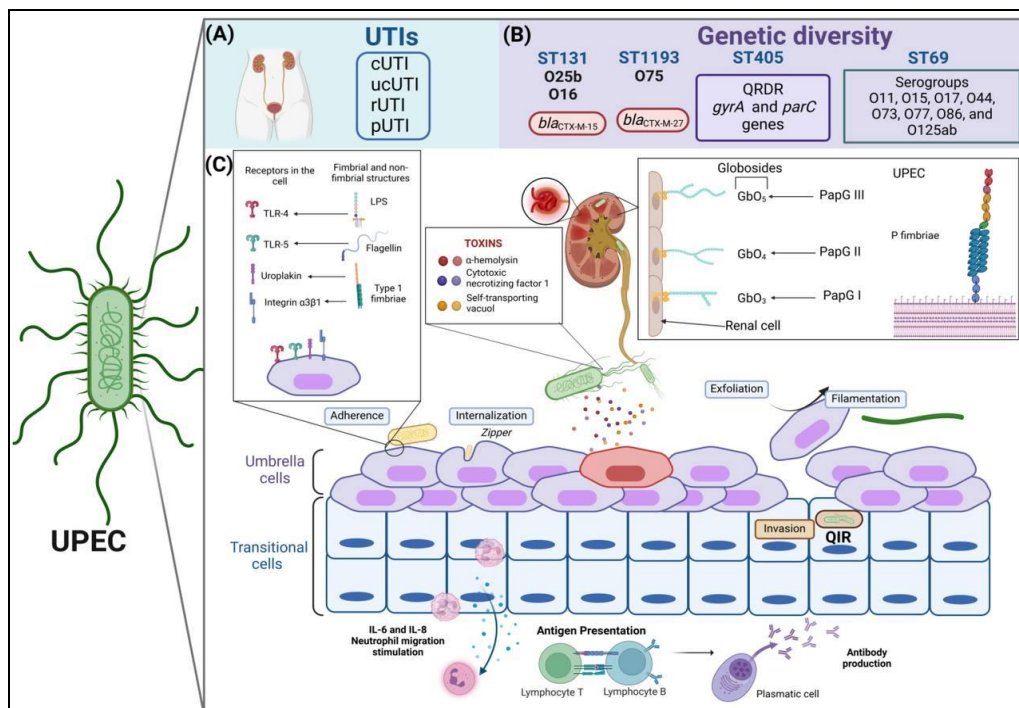 UPEC
(A)
UTIs
cUTI
ucUTI
rUTI
pUTI
(B)
Genetic diversity
ST131
O25b
O16
blaCTX-M-15
ST1193
O75
blaCTX-M-27
ST405
QRDR
gyrA and parC
genes
ST69
Serogroups
O11, O15, O17, O44,
O73, O77, O86, and
O125ab
(C)
Receptors in the
cell
Fimbrial and non-
fimbrial structures
LPS
TLR-4
TLR-5
Flagellin
Uroplakin
Type 1
fimbriae
Integrin α3β1
TOXINS
α-hemolysin
Cytotoxic
necrotizing factor 1
Self-transporting
vacuol
Globosides
GbO5
PapG III
GbO4
PapG II
GbO3
PapG I
Renal cell
UPEC
P fimbriae
Adherence
Internalization
Zipper
Exfoliation
Filamentation
Umbrella
cells
Transitional
cells
Invasion
QIR
IL-6 and IL-8
Neutrophil migration
stimulation
Antigen Presentation
Lymphocyte T
Lymphocyte B
Plasmatic cell
Antibody
production